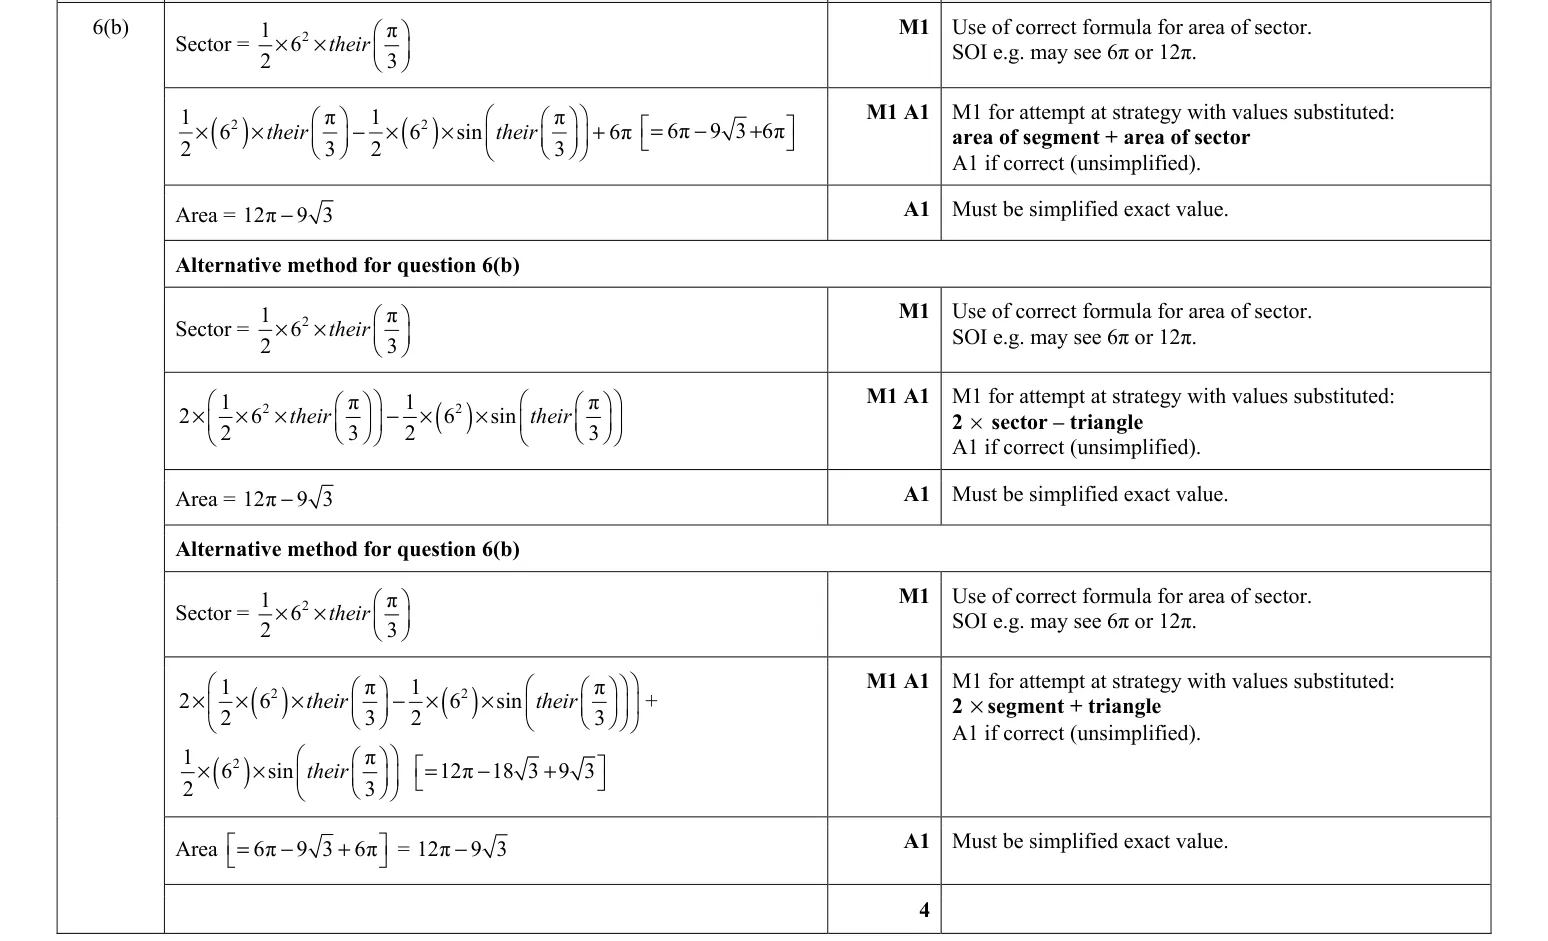 6(b)
Sector = 1/2 × 6² × their(π/3)
M1
Use of correct formula for area of sector.
SOI e.g. may see 6π or 12π.
1/2 × (6²) × their(π/3) − 1/2 × (6²) × sin(their(π/3)) + 6π [= 6π − 9√3 + 6π]
M1 A1
M1 for attempt at strategy with values substituted:
area of segment + area of sector
A1 if correct (unsimplified).
Area = 12π − 9√3
A1
Must be simplified exact value.
Alternative method for question 6(b)
Sector = 1/2 × 6² × their(π/3)
M1
Use of correct formula for area of sector.
SOI e.g. may see 6π or 12π.
2 × (1/2 × 6² × their(π/3)) − 1/2 × (6²) × sin(their(π/3))
M1 A1
M1 for attempt at strategy with values substituted:
2 × sector – triangle
A1 if correct (unsimplified).
Area = 12π − 9√3
A1
Must be simplified exact value.
Alternative method for question 6(b)
Sector = 1/2 × 6² × their(π/3)
M1
Use of correct formula for area of sector.
SOI e.g. may see 6π or 12π.
2 × (1/2 × (6²) × their(π/3) − 1/2 × (6²) × sin(their(π/3))) +
1/2 × (6²) × sin(their(π/3)) [= 12π − 18√3 + 9√3]
M1 A1
M1 for attempt at strategy with values substituted:
2 × segment + triangle
A1 if correct (unsimplified).
Area [= 6π − 9√3 + 6π] = 12π − 9√3
A1
Must be simplified exact value.
4